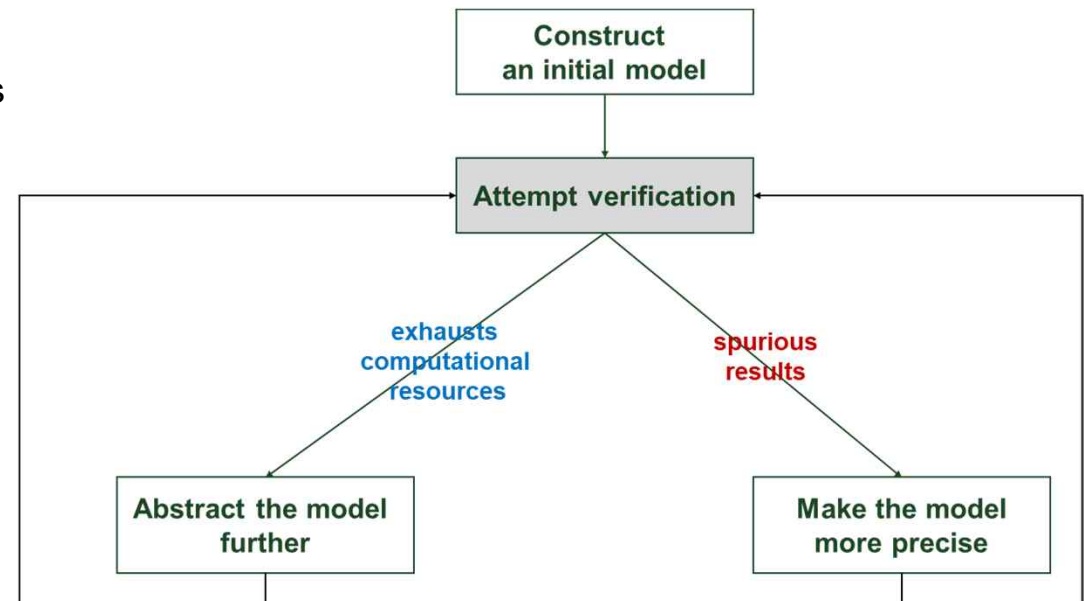 Construct
an initial model
s
Attempt verification
exhausts
computational
resources
spurious
results
Abstract the model
further
Make the model
more precise